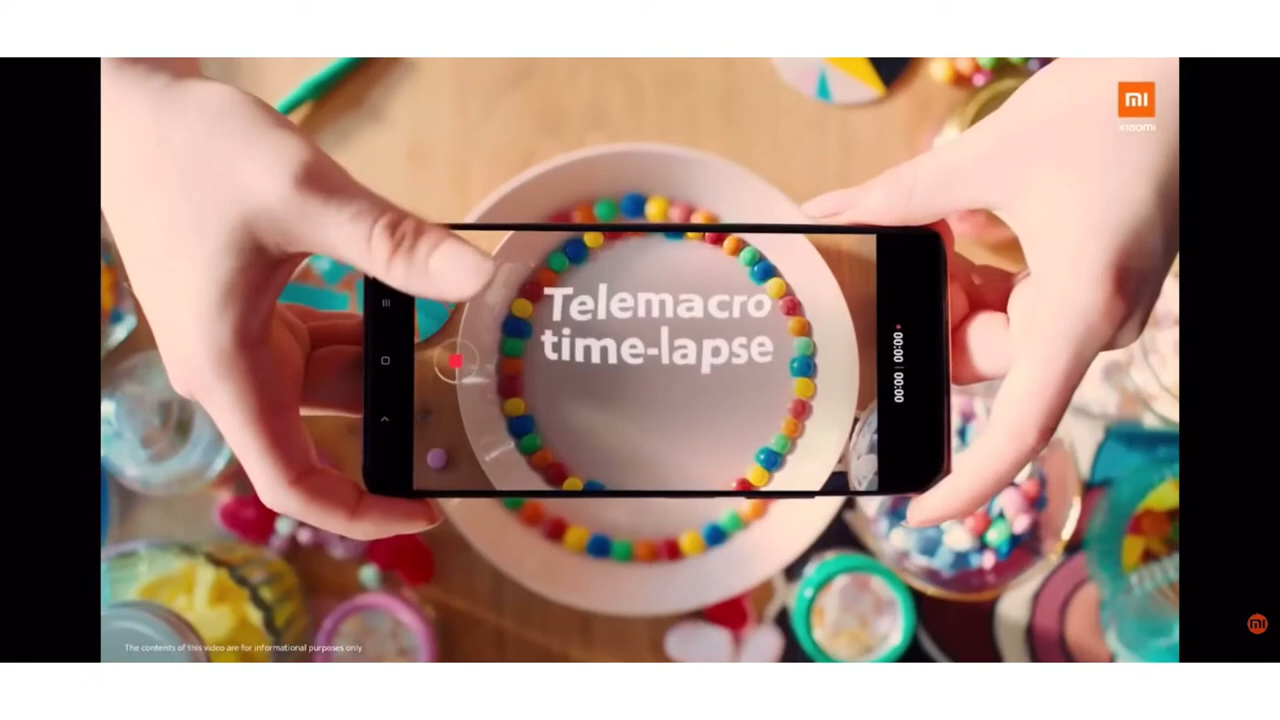 mi
xiaomi
Telemacro
time-lapse
00:00 | 00:00
The contents of this video are for informational purposes only.
mi